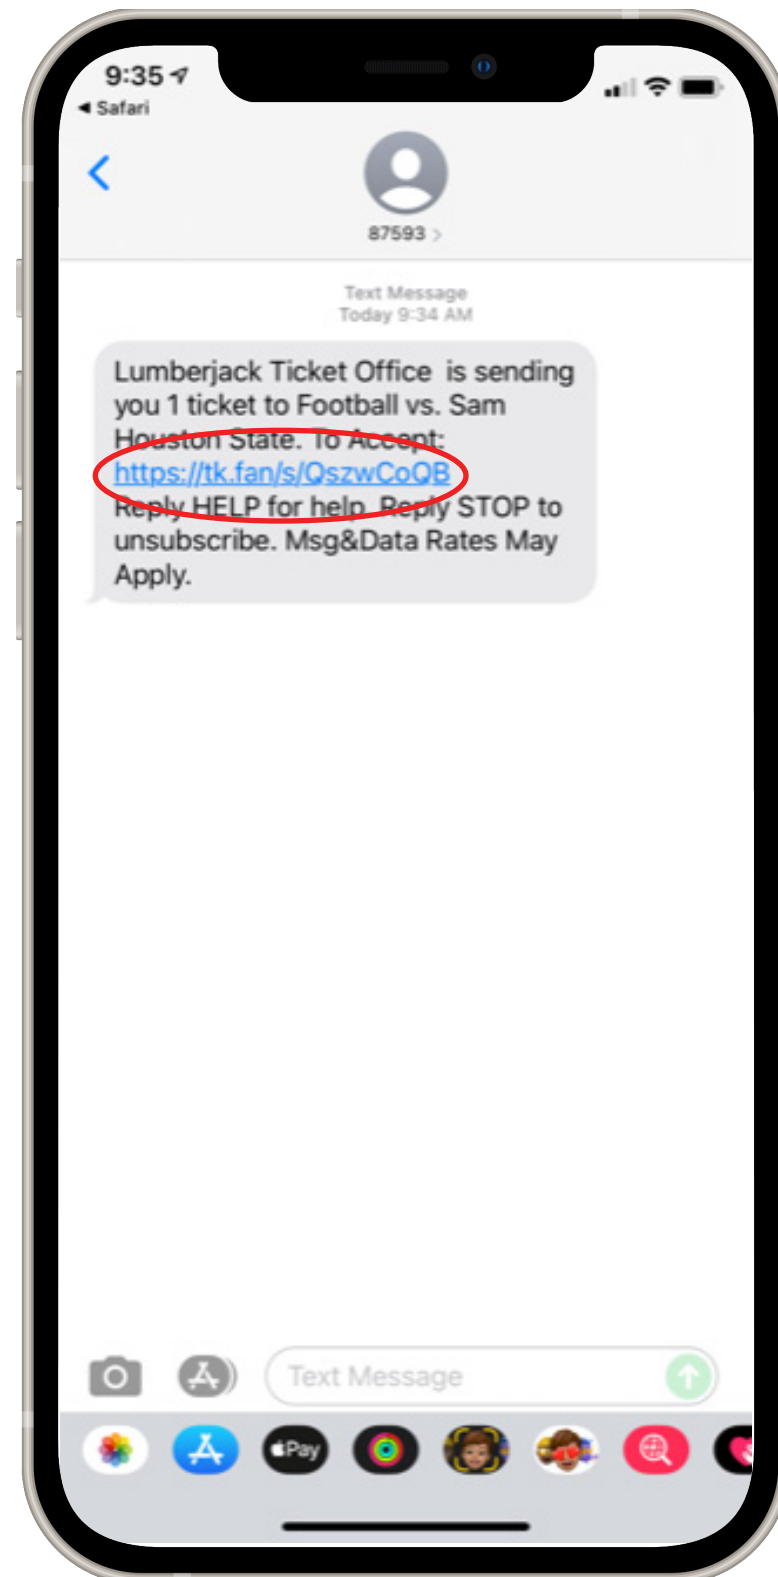 9:35
◀ Safari
87593 >
Text Message
Today 9:34 AM
Lumberjack Ticket Office  is sending
you 1 ticket to Football vs. Sam
Houston State. To Accept:
https://tk.fan/s/QszwCoQB
Reply HELP for help. Reply STOP to
unsubscribe. Msg&Data Rates May
Apply.
Text Message
Pay